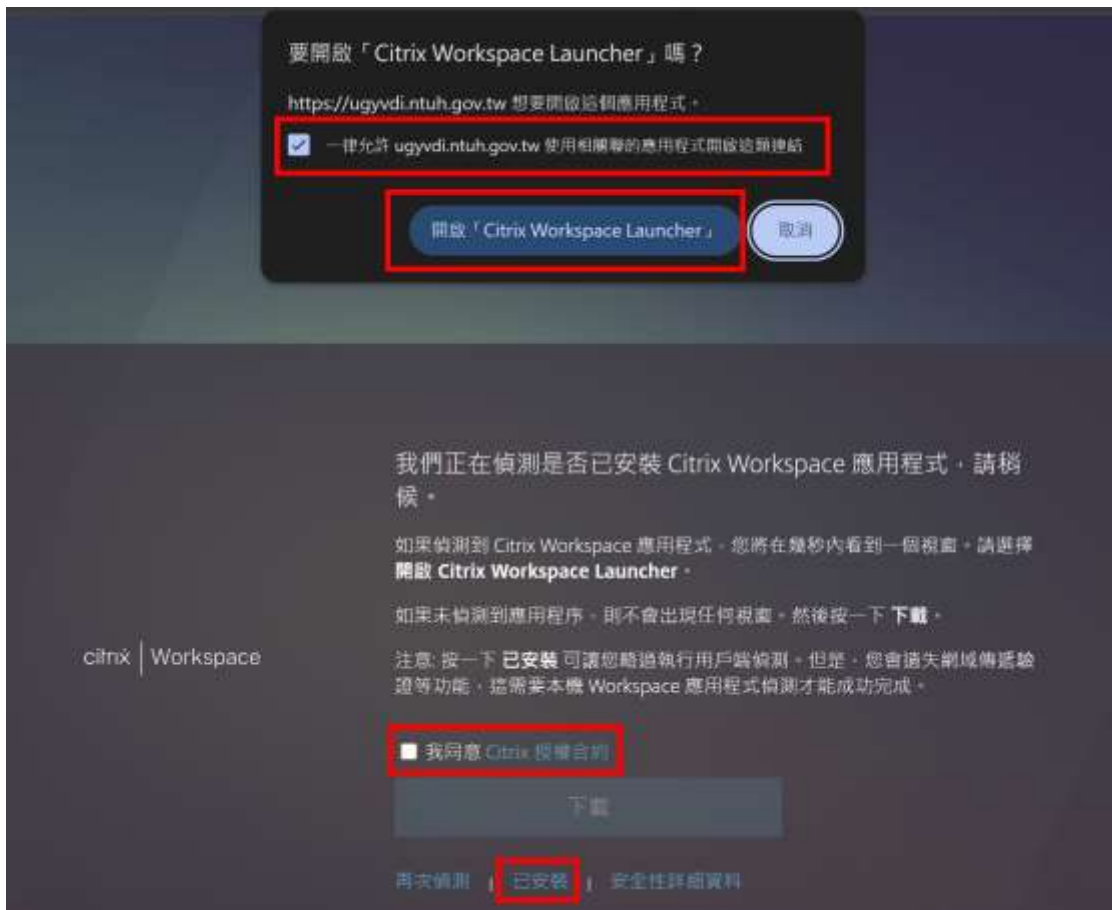 要開啟「Citrix Workspace Launcher」嗎？
https://ugyvdi.ntuh.gov.tw 想要開啟這個應用程式。
一律允許 ugyvdi.ntuh.gov.tw 使用相關聯的應用程式開啟這類連結
開啟「Citrix Workspace Launcher」
取消
我們正在偵測是否已安裝 Citrix Workspace 應用程式，請稍
候。
如果偵測到 Citrix Workspace 應用程式，您將在幾秒內看到一個視窗。請選擇
開啟 Citrix Workspace Launcher。
如果未偵測到應用程序，則不會出現任何視窗。然後按一下 下載。
citrix | Workspace
注意: 按一下 已安裝 可讓您略過執行用戶端偵測。但是，您會遺失網域傳遞驗
證等功能，這需要本機 Workspace 應用程式偵測才能成功完成。
我同意 Citrix 授權合約
下載
再次偵測 | 已安裝 | 安全性詳細資料